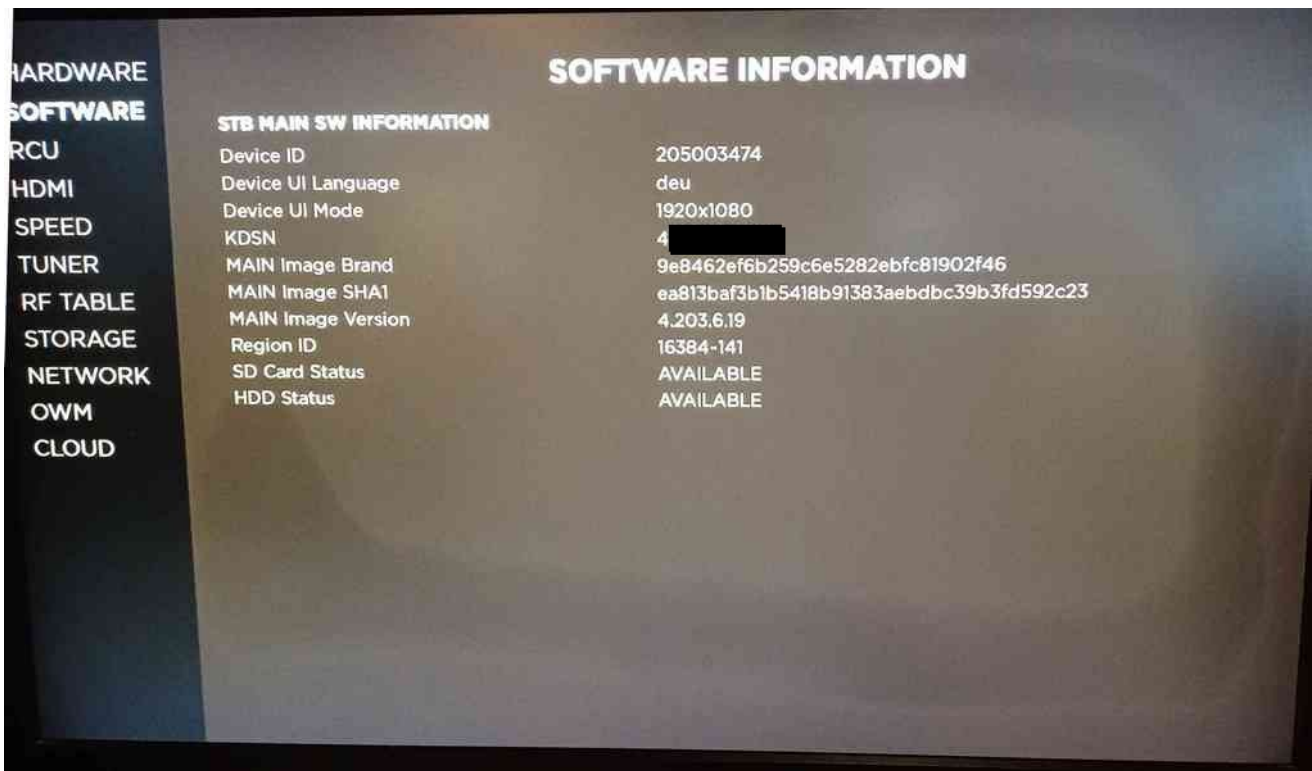 SOFTWARE INFORMATION
HARDWARE
SOFTWARE
RCU
HDMI
SPEED
TUNER
RF TABLE
STORAGE
NETWORK
OWM
CLOUD
STB MAIN SW INFORMATION
Device ID 205003474
Device UI Language deu
Device UI Mode 1920x1080
KDSN 4
MAIN Image Brand 9e8462ef6b259c6e5282ebfc81902f46
MAIN Image SHA1 ea813baf3b1b5418b91383aebdbc39b3fd592c23
MAIN Image Version 4.203.6.19
Region ID 16384-141
SD Card Status AVAILABLE
HDD Status AVAILABLE